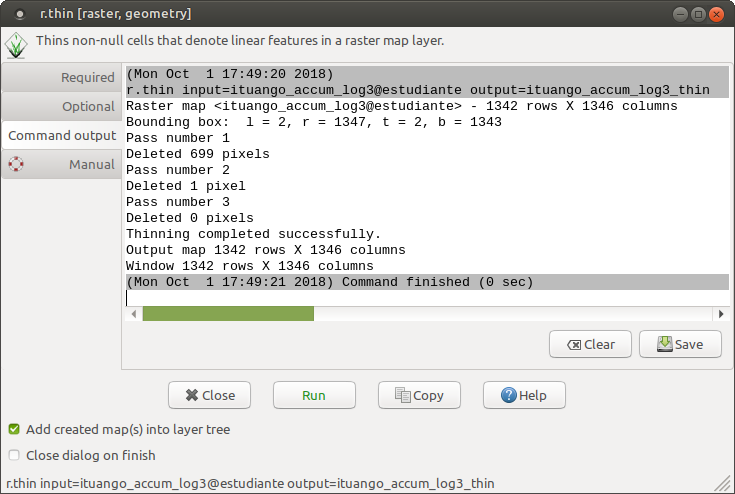 r.thin [raster, geometry]
Thins non-null cells that denote linear features in a raster map layer.
Required
Optional
Command output
Manual
(Mon Oct  1 17:49:20 2018)
r.thin input=ituango_accum_log3@estudiante output=ituango_accum_log3_thin
Raster map <ituango_accum_log3@estudiante> - 1342 rows X 1346 columns
Bounding box:  l = 2, r = 1347, t = 2, b = 1343
Pass number 1
Deleted 699 pixels
Pass number 2
Deleted 1 pixel
Pass number 3
Deleted 0 pixels
Thinning completed successfully.
Output map 1342 rows X 1346 columns
Window 1342 rows X 1346 columns
(Mon Oct  1 17:49:21 2018) Command finished (0 sec)
Clear
Save
Close
Run
Copy
Help
Add created map(s) into layer tree
Close dialog on finish
r.thin input=ituango_accum_log3@estudiante output=ituango_accum_log3_thin